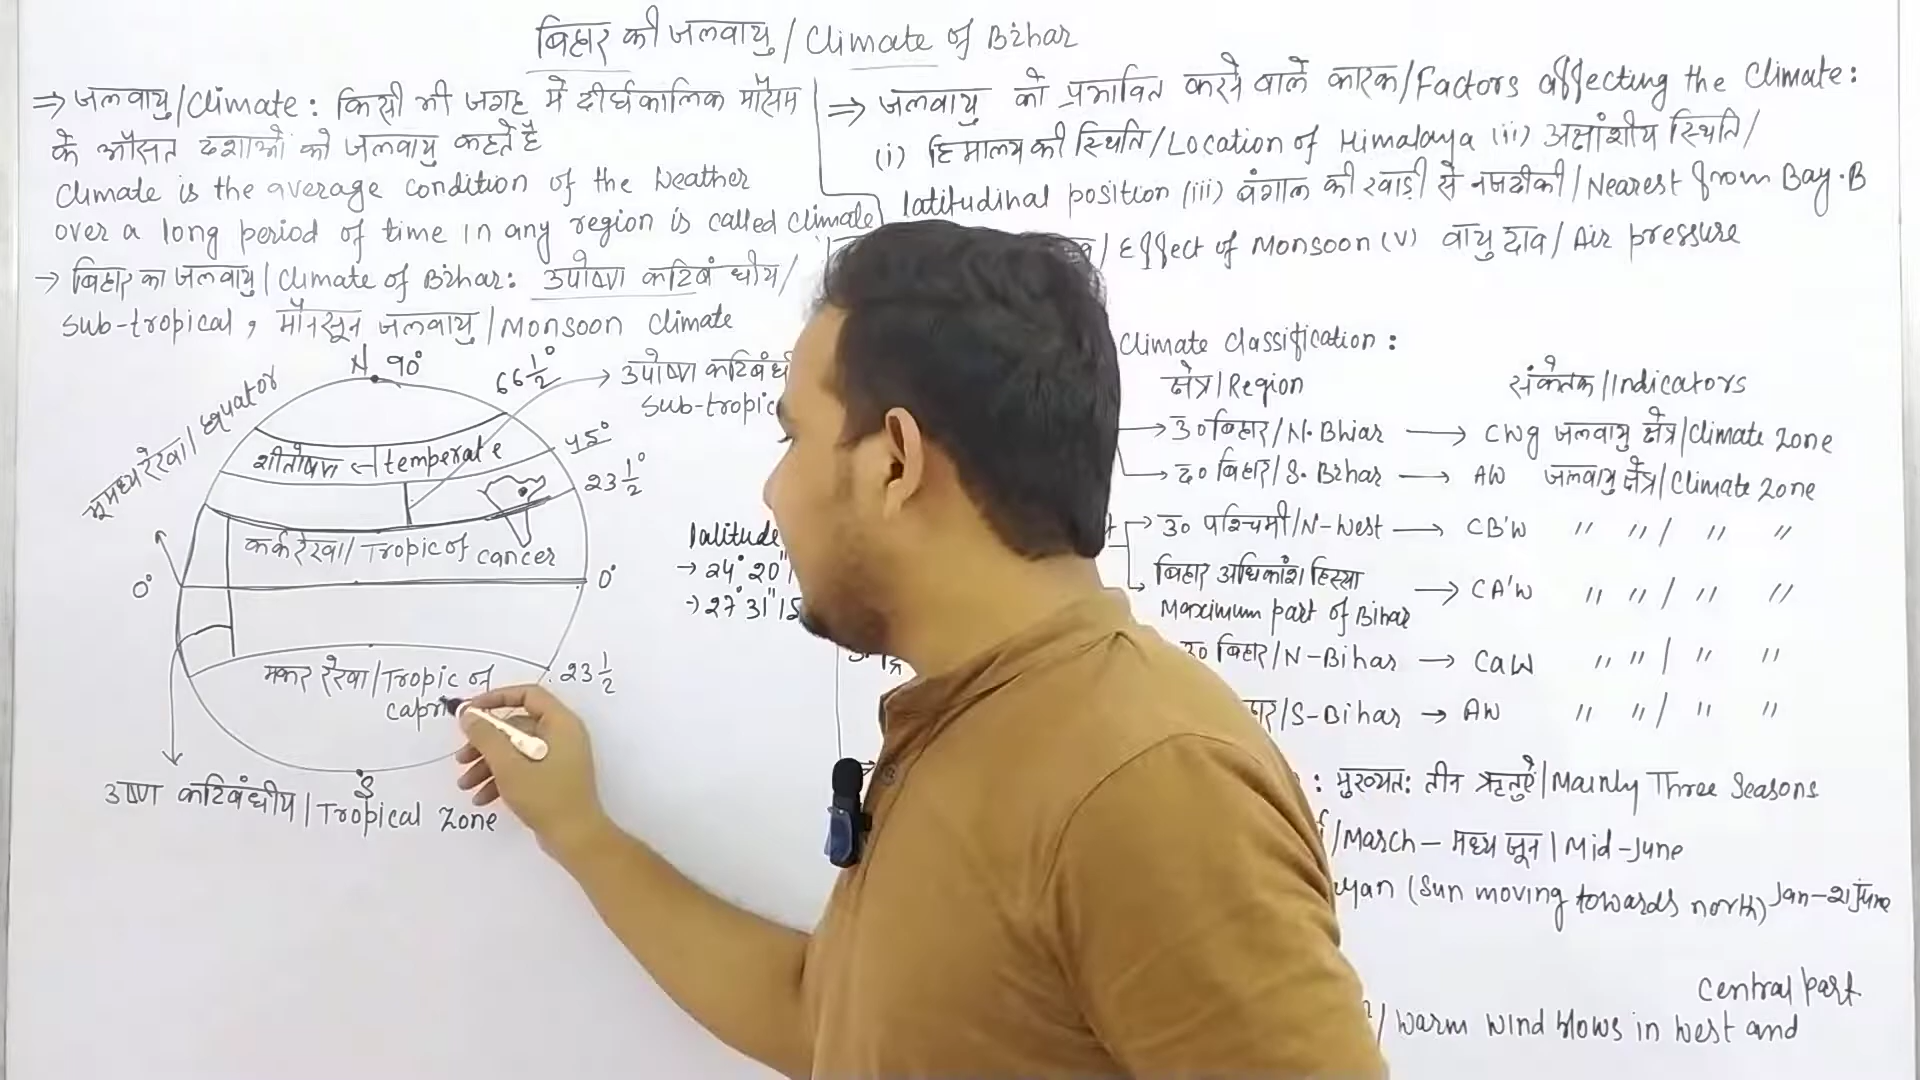 बिहार की जलवायु / Climate of Bihar
⇒ जलवायु/Climate: किसी भी जगह में दीर्घकालिक मौसम
के औसत दशाओं को जलवायु कहते है
Climate is the average condition of the weather
over a long period of time in any region is called climate
→ बिहार का जलवायु / Climate of Bihar: उपोष्ण कटिबंधीय/
sub-tropical, मॉनसून जलवायु / Monsoon climate
N 90°
66 1/2°
→ उपोष्ण कटिबंधी
sub-tropic
भूमध्य रेखा / Equator
शीतोष्ण ← temperate
45°
23 1/2°
कर्क रेखा / Tropic of cancer
0° 0°
मकर रेखा / Tropic of
capri
23 1/2
S
उष्ण कटिबंधीय / Tropical Zone
latitude
→ 24° 20'
→ 27° 31'' 15
⇒ जलवायु को प्रभावित करने वाले कारक/Factors affecting the Climate:
(i) हिमालय की स्थिति/Location of Himalaya (ii) अक्षांशीय स्थिति/
latitudinal position (iii) बंगाल की खाड़ी से नजदीकी/Nearest from Bay.B
/ Effect of Monsoon (V) वायु दाव/ Air pressure
Climate Classification:
क्षेत्र/Region संकेतक/Indicators
→ उ० बिहार/N.Bhiar → CWg जलवायु क्षेत्र/Climate Zone
→ द० बिहार/S.Bihar → AW जलवायु क्षेत्र/Climate Zone
→ उ० पश्चिमी/N-West → CB'W " " / " "
बिहार अधिकांश हिस्सा
Maximum part of Bihar → CA'W " " / " "
उ० बिहार/N-Bihar → CaW " " / " "
/S-Bihar → AW " " / " "
: मुख्यत: तीन ऋतुऐं/Mainly Three Seasons
/March – मध्य जून / Mid-June
yan (Sun moving towards north) Jan-21 June
central part
/ warm wind blows in west and